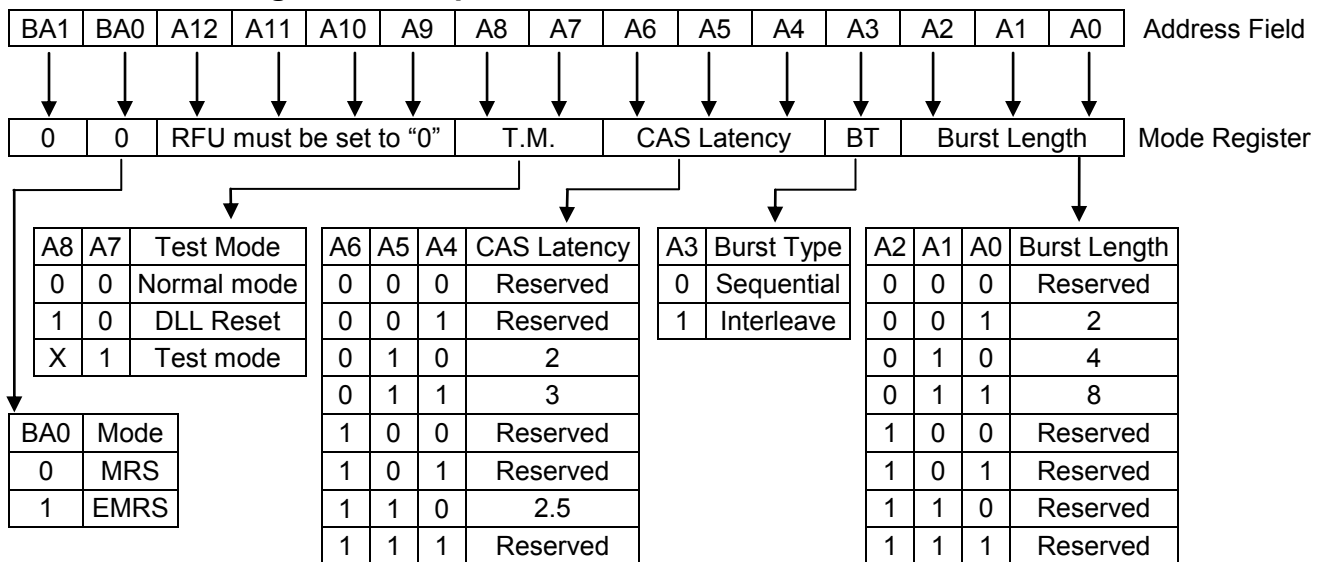 BA1 BA0 A12 A11 A10 A9 A8 A7 A6 A5 A4 A3 A2 A1 A0 Address Field
0 0 RFU must be set to “0” T.M. CAS Latency BT Burst Length Mode Register
A8 A7 Test Mode
0 0 Normal mode
1 0 DLL Reset
X 1 Test mode
A6 A5 A4 CAS Latency
0 0 0 Reserved
0 0 1 Reserved
0 1 0 2
0 1 1 3
1 0 0 Reserved
1 0 1 Reserved
1 1 0 2.5
1 1 1 Reserved
A3 Burst Type
0 Sequential
1 Interleave
A2 A1 A0 Burst Length
0 0 0 Reserved
0 0 1 2
0 1 0 4
0 1 1 8
1 0 0 Reserved
1 0 1 Reserved
1 1 0 Reserved
1 1 1 Reserved
BA0 Mode
0 MRS
1 EMRS